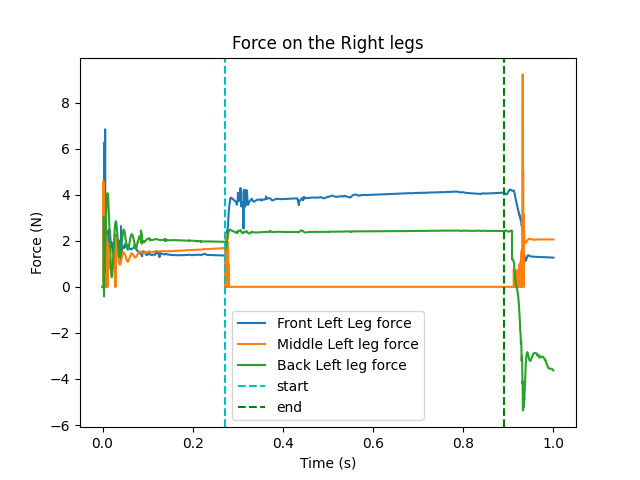 Force on the Right legs
Force (N)
8
6
4
2
0
−2
−4
−6
Front Left Leg force
Middle Left leg force
Back Left leg force
start
end
0.0 0.2 0.4 0.6 0.8 1.0
Time (s)